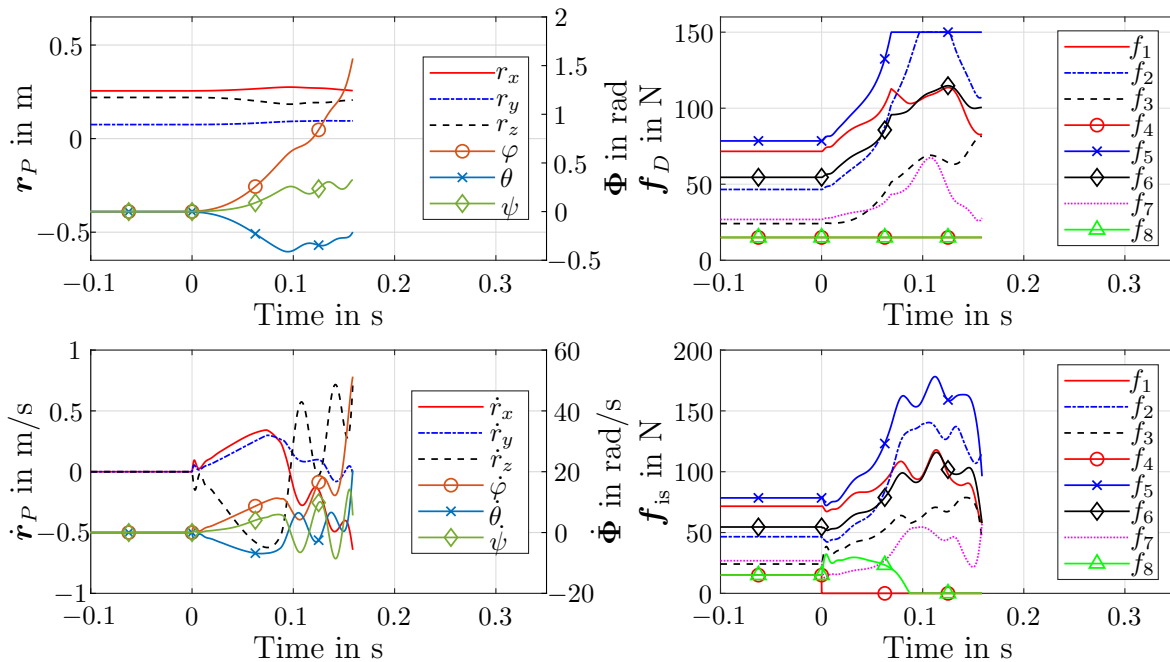 0.5
0
−0.5
r_P in m
2
1.5
1
0.5
0
−0.5
Φ in rad
−0.1 0 0.1 0.2 0.3
Time in s
r_x
r_y
r_z
φ
θ
ψ
150
100
50
0
f_D in N
−0.1 0 0.1 0.2 0.3
Time in s
f_1
f_2
f_3
f_4
f_5
f_6
f_7
f_8
1
0.5
0
−0.5
−1
ṙ_P in m/s
60
40
20
0
−20
Φ̇ in rad/s
−0.1 0 0.1 0.2 0.3
Time in s
ṙ_x
ṙ_y
ṙ_z
φ̇
θ̇
ψ̇
200
150
100
50
0
f_is in N
−0.1 0 0.1 0.2 0.3
Time in s
f_1
f_2
f_3
f_4
f_5
f_6
f_7
f_8